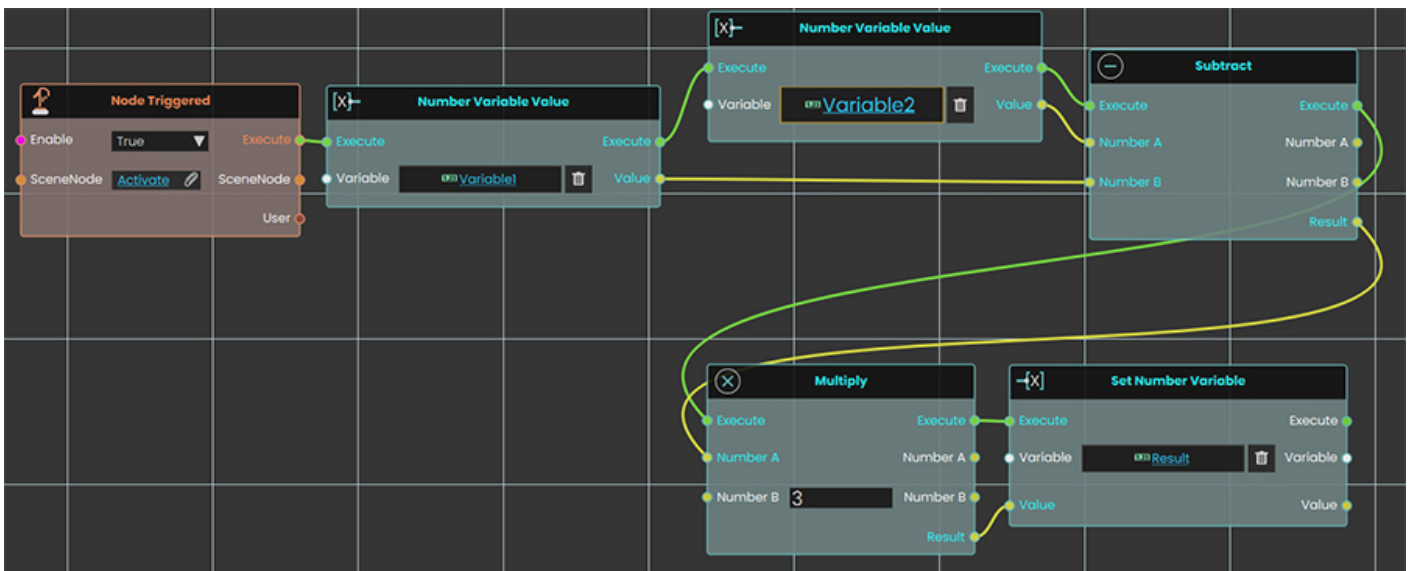 Node Triggered
Enable True Execute
SceneNode Activate SceneNode
User
Number Variable Value
Execute Execute
Variable Variable1 Value
Number Variable Value
Execute Execute
Variable Variable2 Value
Subtract
Execute Execute
Number A Number A
Number B Number B
Result
Multiply
Execute Execute
Number A Number A
Number B 3 Number B
Result
Set Number Variable
Execute Execute
Variable Result Variable
Value Value